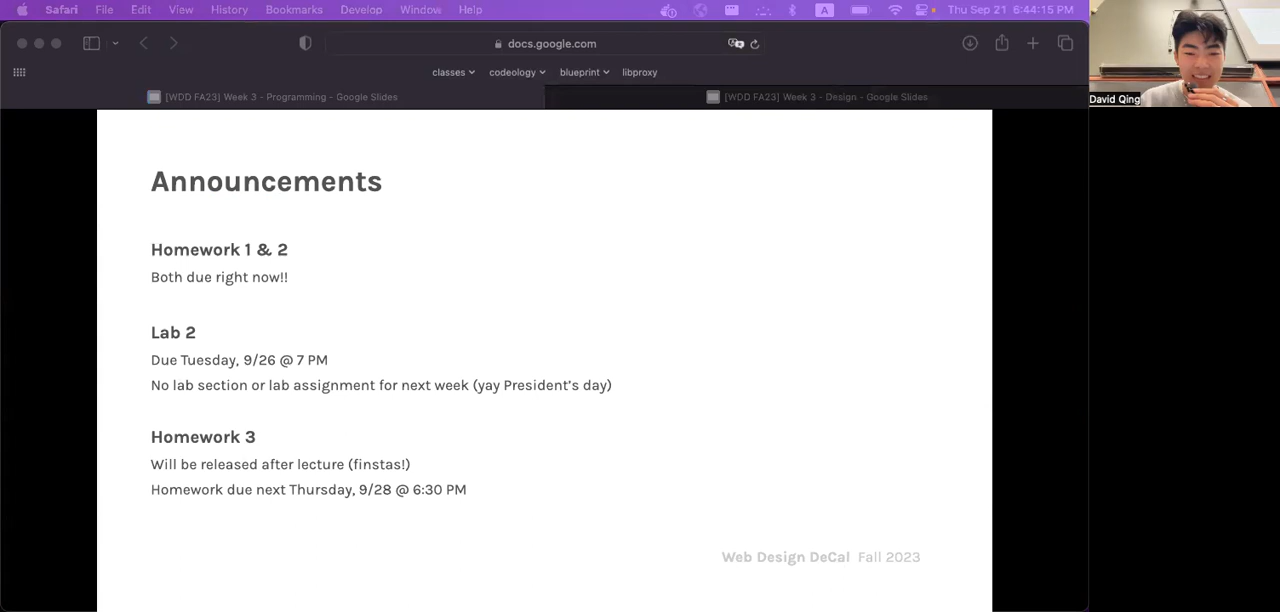 Safari File Edit View History Bookmarks Develop Window Help
A
Thu Sep 21 6:44:15 PM
docs.google.com
classes codeology blueprint libproxy
[WDD FA23] Week 3 - Programming - Google Slides
[WDD FA23] Week 3 - Design - Google Slides
David Qing
Announcements
Homework 1 & 2
Both due right now!!
Lab 2
Due Tuesday, 9/26 @ 7 PM
No lab section or lab assignment for next week (yay President's day)
Homework 3
Will be released after lecture (finstas!)
Homework due next Thursday, 9/28 @ 6:30 PM
Web Design DeCal Fall 2023